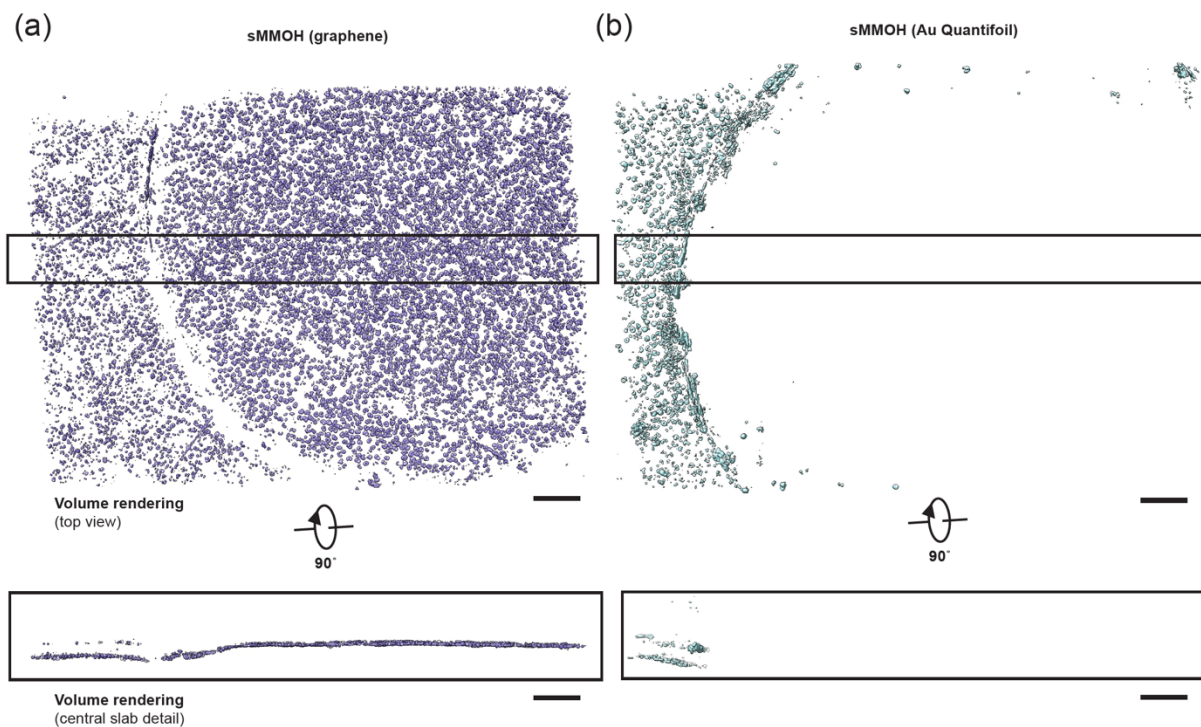 (a)
sMMOH (graphene)
(b)
sMMOH (Au Quantifoil)
Volume rendering
(top view)
90°
90°
Volume rendering
(central slab detail)